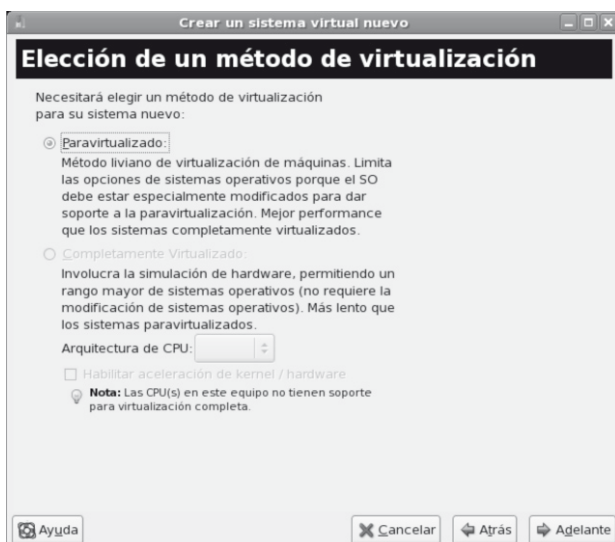 Crear un sistema virtual nuevo
Elección de un método de virtualización
Necesitará elegir un método de virtualización
para su sistema nuevo:
Paravirtualizado:
Método liviano de virtualización de máquinas. Limita
las opciones de sistemas operativos porque el SO
debe estar especialmente modificados para dar
soporte a la paravirtualización. Mejor performance
que los sistemas completamente virtualizados.
Completamente Virtualizado:
Involucra la simulación de hardware, permitiendo un
rango mayor de sistemas operativos (no requiere la
modificación de sistemas operativos). Más lento que
los sistemas paravirtualizados.
Arquitectura de CPU:
Habilitar aceleración de kernel / hardware
Nota: Las CPU(s) en este equipo no tienen soporte
para virtualización completa.
Ayuda
Cancelar
Atrás
Adelante